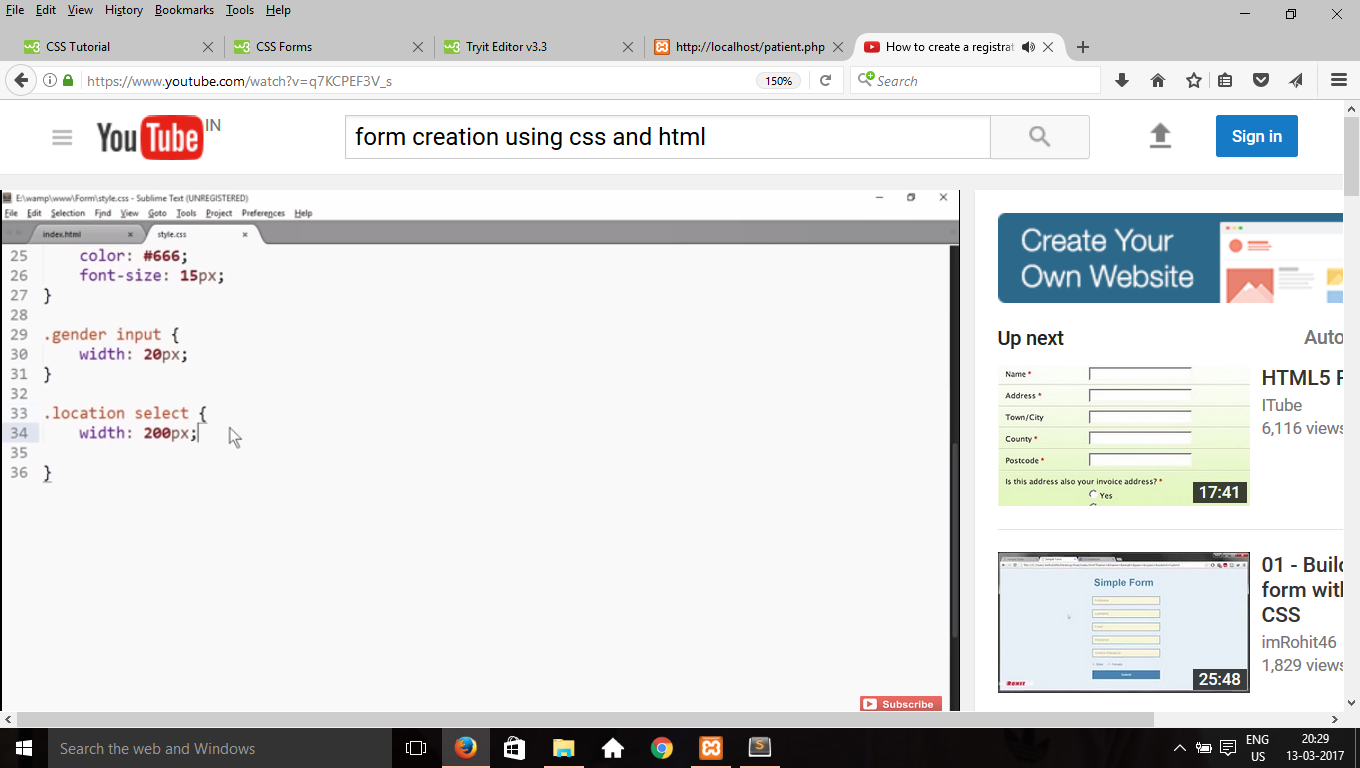 File Edit View History Bookmarks Tools Help
CSS Tutorial CSS Forms Tryit Editor v3.3 http://localhost/patient.php How to create a registrat
https://www.youtube.com/watch?v=q7KCPEF3V_s 150% Search
YouTube IN form creation using css and html Sign in
E:\wamp\www\Form\style.css - Sublime Text (UNREGISTERED)
File Edit Selection Find View Goto Tools Project Preferences Help
index.html style.css
25 color: #666;
26 font-size: 15px;
27 }
28
29 .gender input {
30 width: 20px;
31 }
32
33 .location select {
34 width: 200px;
35
36 }
Subscribe
Create Your
Own Website
Up next Auto
Name *
Address *
Town/City
County *
Postcode *
Is this address also your invoice address? *
Yes
17:41
HTML5 F
ITube
6,116 views
Simple Form
25:48
01 - Build
form with
CSS
imRohit46
1,829 views
Search the web and Windows
ENG
US
20:29
13-03-2017